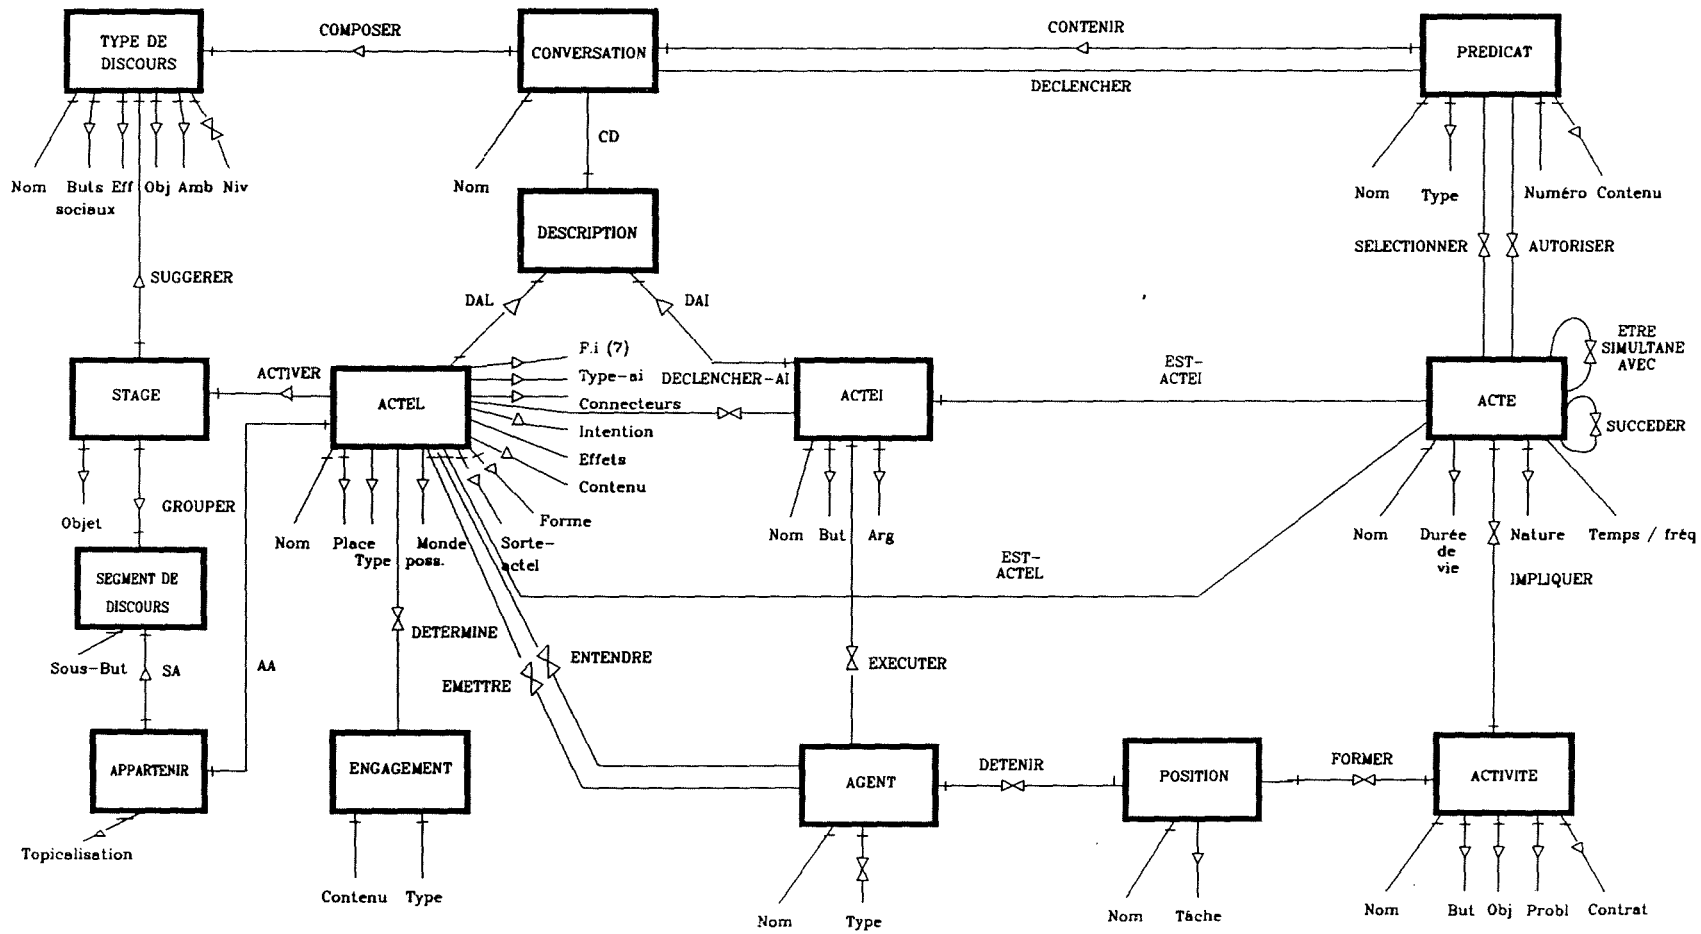 TYPE DE
DISCOURS
COMPOSER
CONVERSATION
CONTENIR
DECLENCHER
PREDICAT
Nom
Buts
sociaux
Eff
Obj
Amb
Niv
Nom
CD
Nom
Type
Numéro
Contenu
DESCRIPTION
SELECTIONNER
AUTORISER
SUGGERER
DAL
DAI
STAGE
ACTIVER
ACTEL
F.i (7)
Type-ai
DECLENCHER-AI
Connecteurs
Intention
Effets
Contenu
ACTEI
EST-
ACTEI
ACTE
ETRE
SIMULTANE
AVEC
SUCCEDER
Objet
GROUPER
Nom
Place
Type
Monde
poss.
Sorte-
actel
Forme
Nom
But
Arg
Nom
Durée
de
vie
Nature
Temps / fréq
EST-
ACTEL
SEGMENT DE
DISCOURS
IMPLIQUER
Sous-But
SA
AA
DETERMINE
EMETTRE
ENTENDRE
EXECUTER
APPARTENIR
ENGAGEMENT
AGENT
DETENIR
POSITION
FORMER
ACTIVITE
Topicalisation
Contenu
Type
Nom
Type
Nom
Tâche
Nom
But
Obj
Probl
Contrat